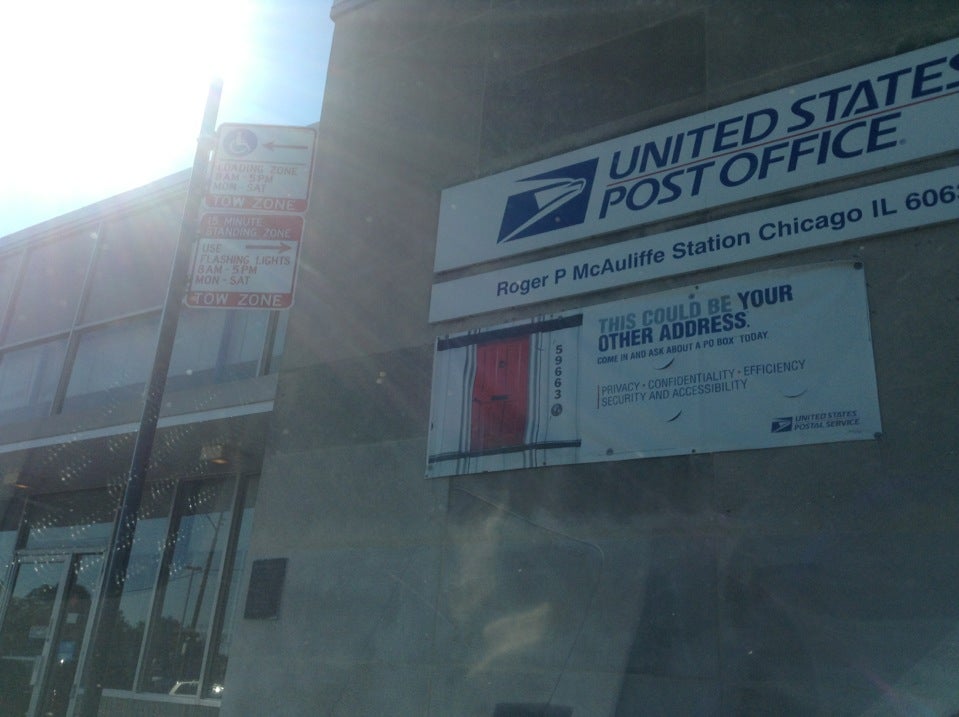 LOADING ZONE
8AM - 5PM
MON - SAT
TOW ZONE
15 MINUTE
STANDING ZONE
USE
FLASHING LIGHTS
8AM - 5PM
MON - SAT
TOW ZONE
UNITED STATES
POST OFFICE
Roger P McAuliffe Station Chicago IL
THIS COULD BE YOUR
OTHER ADDRESS.
COME IN AND ASK ABOUT A PO BOX TODAY.
PRIVACY • CONFIDENTIALITY • EFFICIENCY
SECURITY AND ACCESSIBILITY
59663
UNITED STATES
POSTAL SERVICE